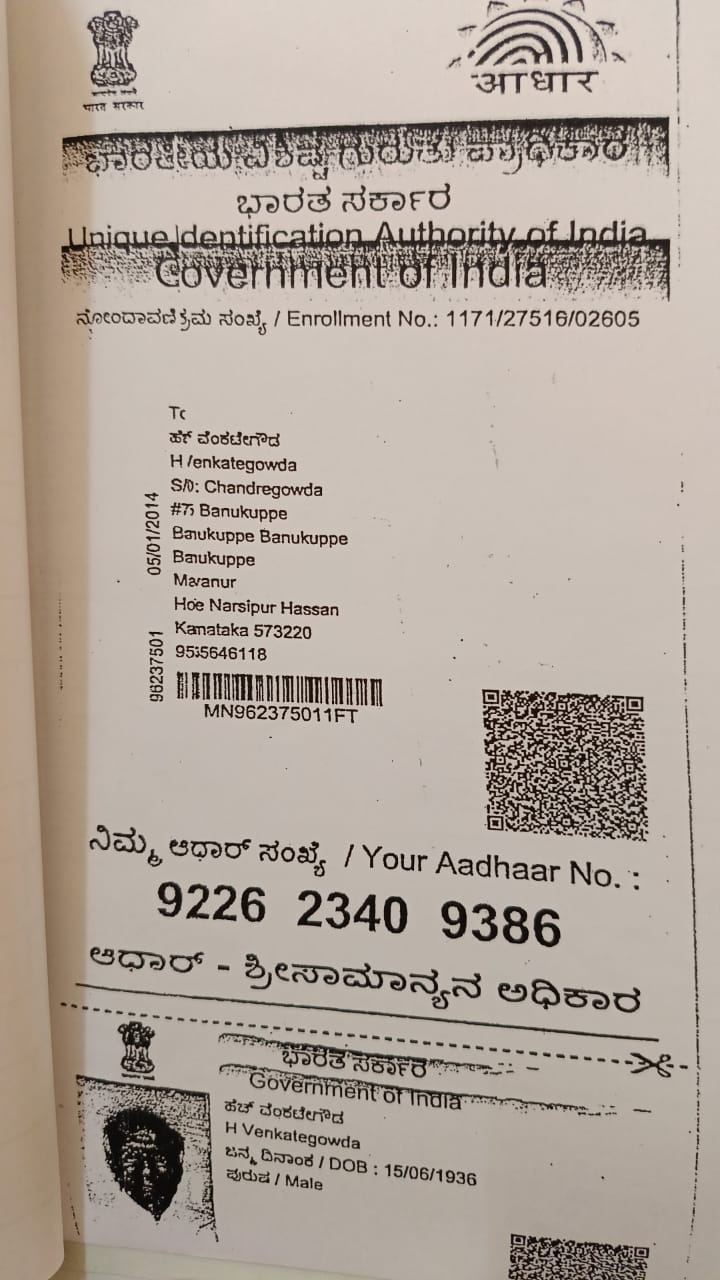 भारत सरकार
आधार
ಭಾರತೀಯ ವಿಶಿಷ್ಟ ಗುರುತು ಪ್ರಾಧಿಕಾರ
ಭಾರತ ಸರ್ಕಾರ
Unique Identification Authority of India
Government of India
ನೋಂದಾವಣಿಕ್ರಮ ಸಂಖ್ಯೆ / Enrollment No.: 1171/27516/02605
To
ಹೆಚ್ ವೆಂಕಟೇಗೌಡ
H Venkategowda
S/O: Chandregowda
Banukuppe
Banukuppe Banukuppe
Banukuppe
Hole Narsipur Hassan
Karnataka 573220
05/01/2014
96237501
MN962375011FT
ನಿಮ್ಮ ಆಧಾರ್ ಸಂಖ್ಯೆ / Your Aadhaar No. :
9226 2340 9386
ಆಧಾರ್ - ಶ್ರೀಸಾಮಾನ್ಯನ ಅಧಿಕಾರ
ಭಾರತ ಸರ್ಕಾರ
Government of India
ಹೆಚ್ ವೆಂಕಟೇಗೌಡ
H Venkategowda
ಜನ್ಮ ದಿನಾಂಕ / DOB : 15/06/1936
ಪುರುಷ / Male